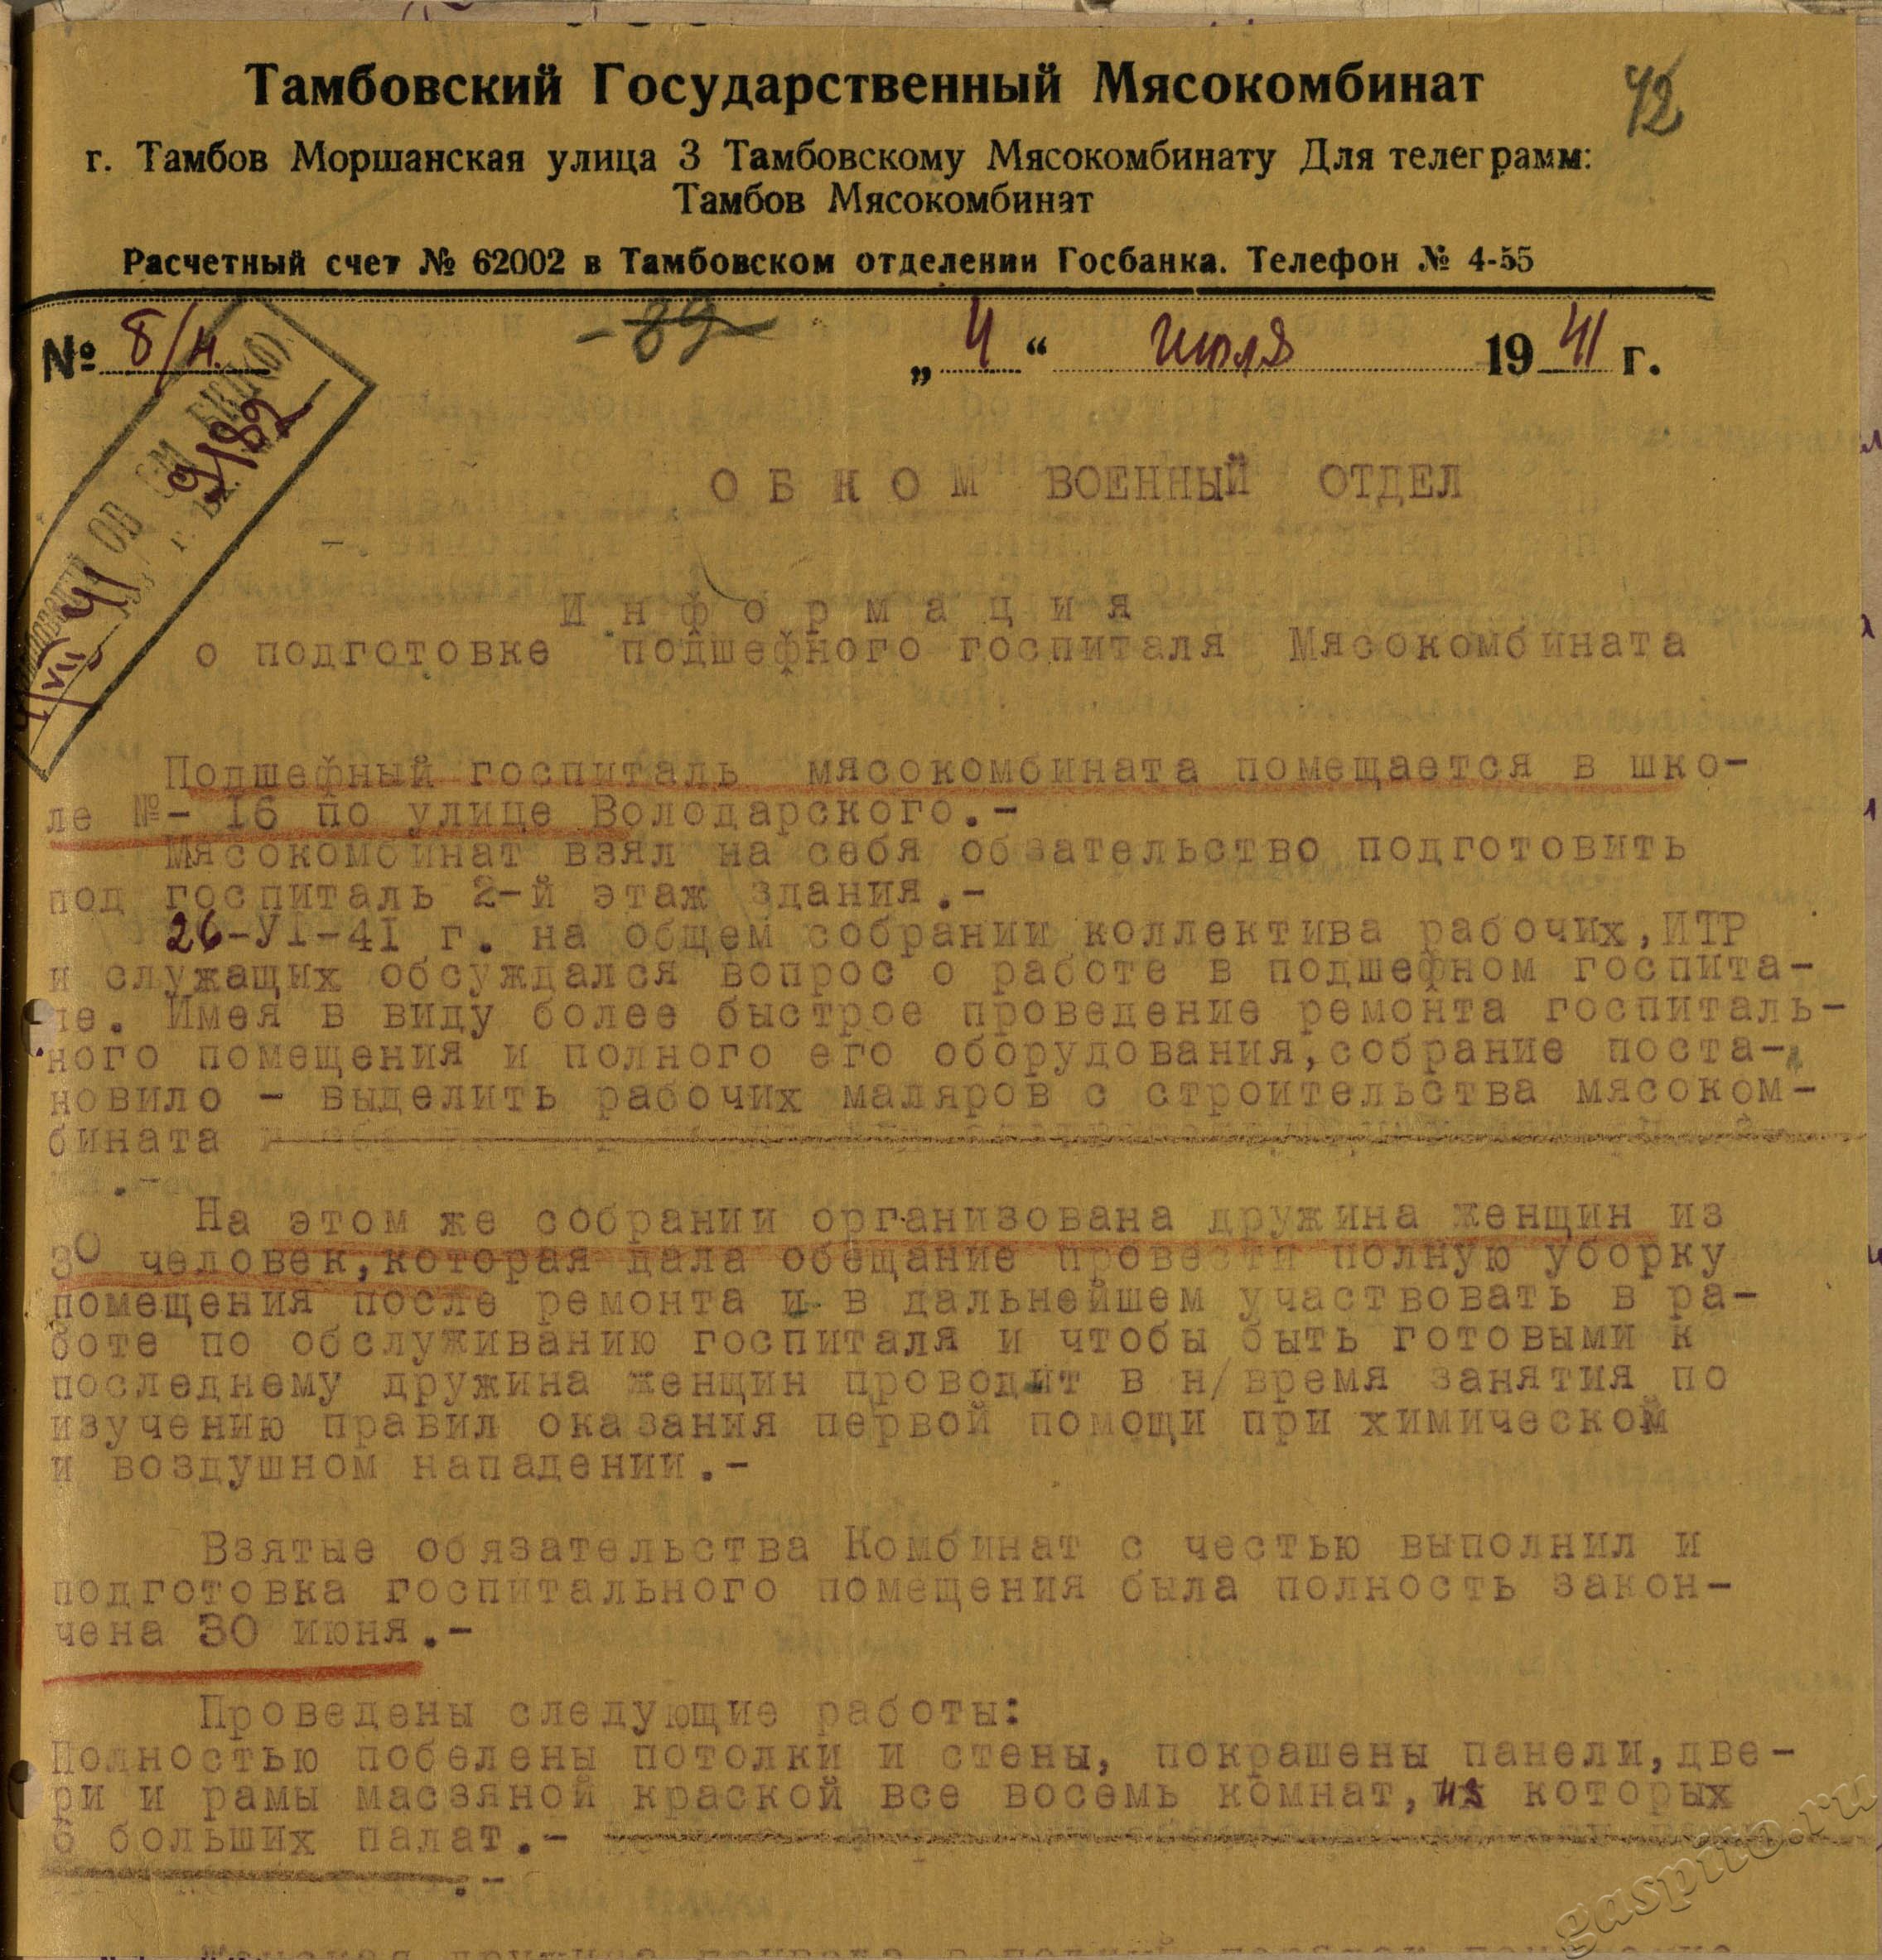 Тамбовский Государственный Мясокомбинат
42
г. Тамбов Моршанская улица 3 Тамбовскому Мясокомбинату Для телеграмм:
Тамбов Мясокомбинат
Расчетный счет № 62002 в Тамбовском отделении Госбанка. Телефон № 4-55
№ б/н. -89 „4“ июля 1941 г.
9/82
ОБКОМ ВОЕННЫЙ ОТДЕЛ
Информация
о подготовке подшефного госпиталя Мясокомбината
Подшефный госпиталь мясокомбината помещается в шко-
ле №- 16 по улице Володарского.-
Мясокомбинат взял на себя обзательство подготовить
под госпиталь 2-й этаж здания.-
26-УI-41 г. на общем собрании коллектива рабочих, ИТР
и служащих обсуждался вопрос о работе в подшефном госпита-
ле. Имея в виду более быстрое проведение ремонта госпиталь-
ного помещения и полного его оборудования, собрание поста-
новило - выделить рабочих маляров с строительства мясоком-
бината
На этом же собрании организована дружина женщин из
30 человек, которая дала обещание провести полную уборку
помещения после ремонта и в дальнейшем участвовать в ра-
боте по обслуживанию госпиталя и чтобы быть готовыми к
последнему дружина женщин проводит в н/время занятия по
изучению правил оказания первой помощи при химическом
и воздушном нападении.-
Взятые обязательства Комбинат с честью выполнил и
подготовка госпитального помещения была полность закон-
чена 30 июня.-
Проведены следующие работы:
Полностью побелены потолки и стены, покрашены панели, две-
ри и рамы масзяной краской все восемь комнат, из которых
6 больших палат.-
gaspito.ru